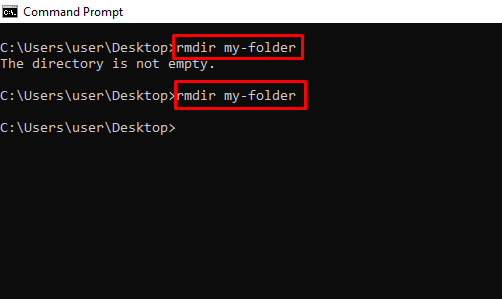 Command Prompt
C:\Users\user\Desktop>rmdir my-folder
The directory is not empty.
C:\Users\user\Desktop>rmdir my-folder
C:\Users\user\Desktop>